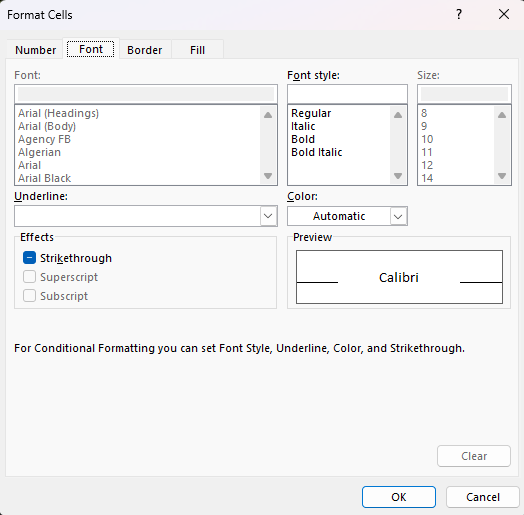 Format Cells ? ×
Number Font Border Fill
Font: Font style: Size:
Arial (Headings) Regular 8
Arial (Body) Italic 9
Agency FB Bold 10
Algerian Bold Italic 11
Arial 12
Arial Black 14
Underline: Color:
Automatic
Effects Preview
Strikethrough
Superscript Calibri
Subscript
For Conditional Formatting you can set Font Style, Underline, Color, and Strikethrough.
Clear
OK Cancel